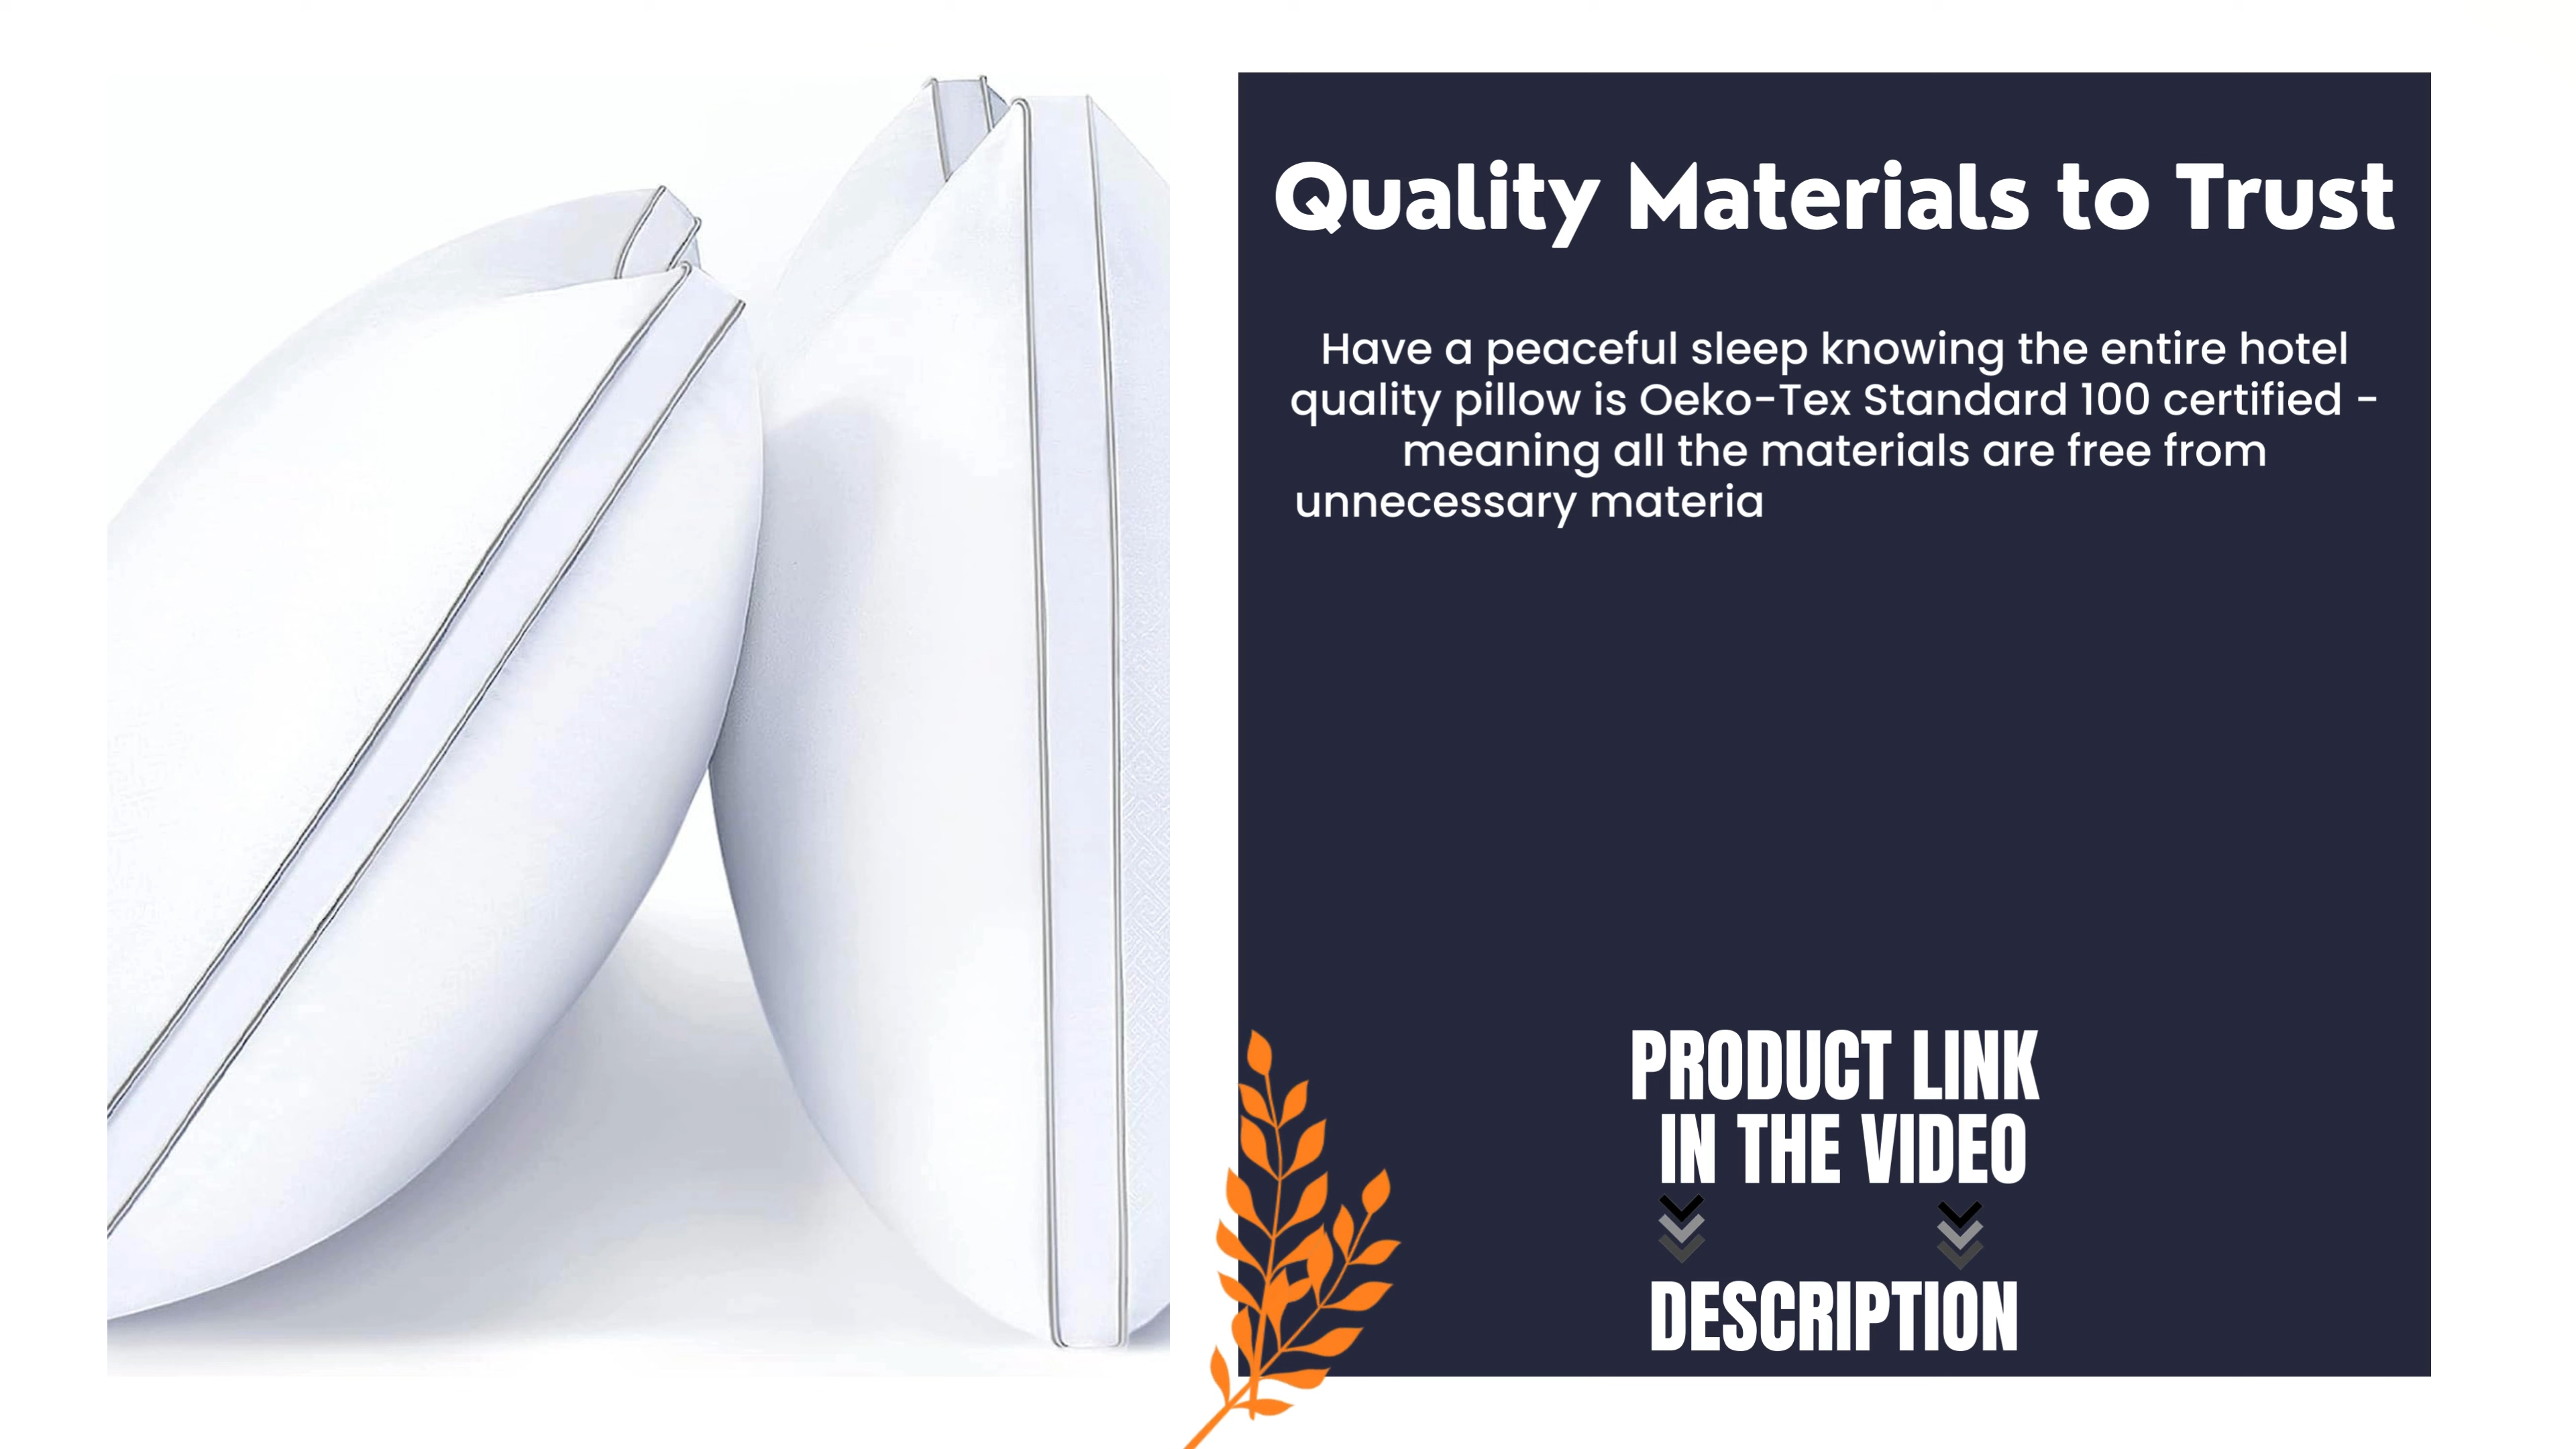 Quality Materials to Trust
Have a peaceful sleep knowing the entire hotel
quality pillow is Oeko-Tex Standard 100 certified -
meaning all the materials are free from
unnecessary materia
PRODUCT LINK
IN THE VIDEO
DESCRIPTION